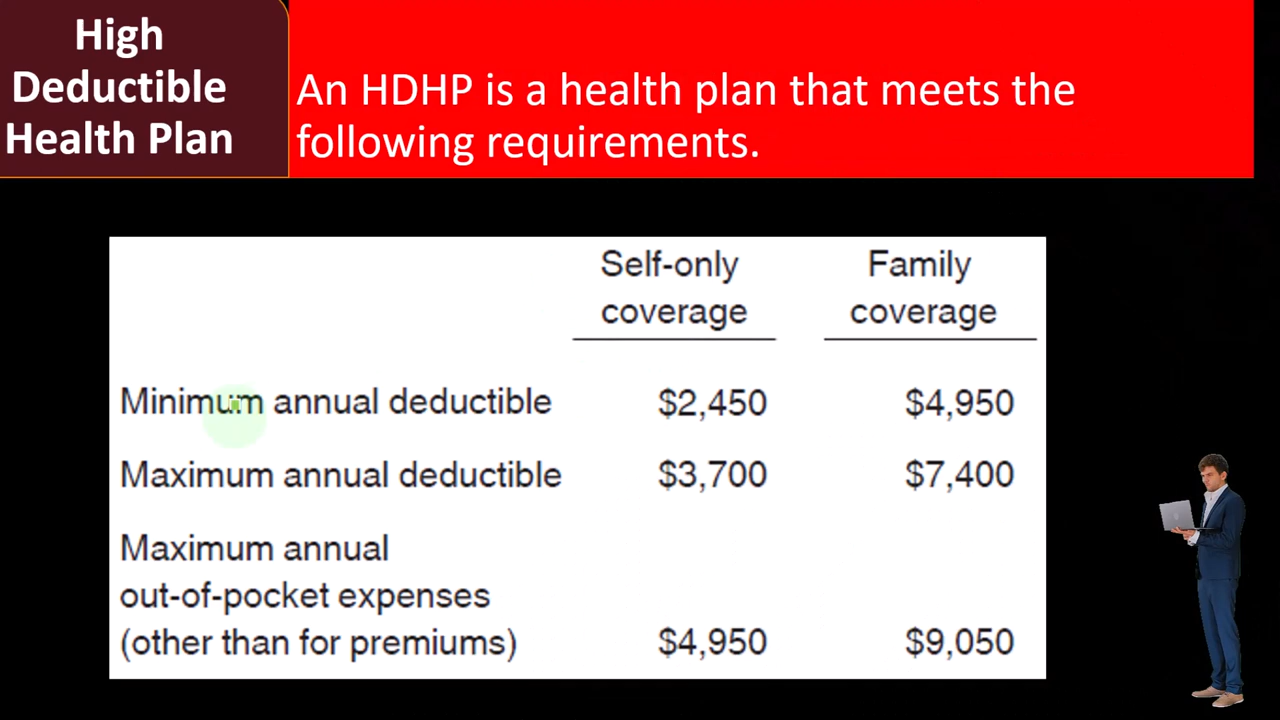 High
Deductible
Health Plan
An HDHP is a health plan that meets the
following requirements.
Self-only Family
coverage coverage
Minimum annual deductible $2,450 $4,950
Maximum annual deductible $3,700 $7,400
Maximum annual
out-of-pocket expenses
(other than for premiums) $4,950 $9,050